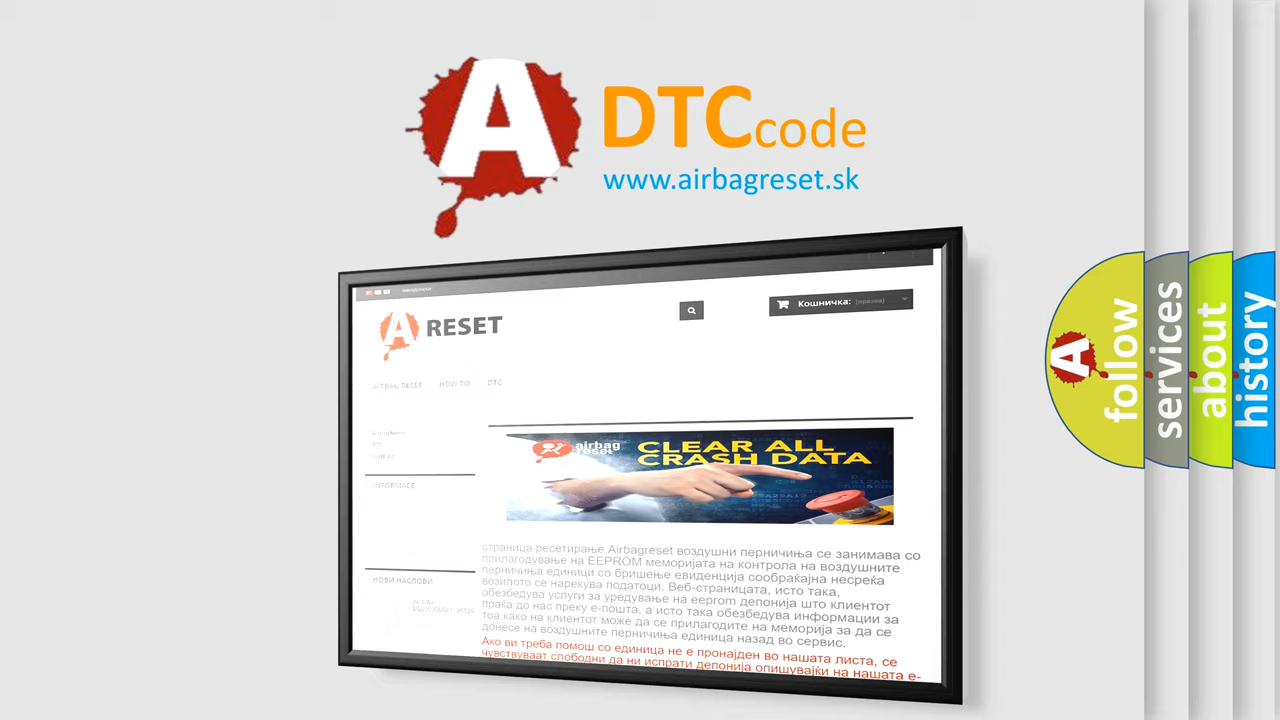 A DTCcode
www.airbagreset.sk
A RESET
Кошничка: (празна)
AIRBAG RESET HOW TO DTC
INFORMACE
НОВИ НАСЛОВИ
airbag reset
CLEAR ALL
CRASH DATA
страница ресетирање Airbagreset воздушни перничиња се занимава со
прилагодување на EEPROM меморијата на контрола на воздушните
перничиња единици со бришење евиденција сообраќајна несреќа
возилото се нарекува податоци. Веб-страницата, исто така,
обезбедува услуги за уредување на eeprom депонија што клиентот
праќа до нас преку е-пошта, а исто така обезбедува информации за
тоа како на клиентот може да се прилагодите на меморија за да се
донесе на воздушните перничиња единица назад во сервис.
Ако ви треба помош со единица не е пронајден во нашата листа, се
чувствуваат слободни да ни испрати депонија опишувајќи на нашата е-
A follow
services
about
history